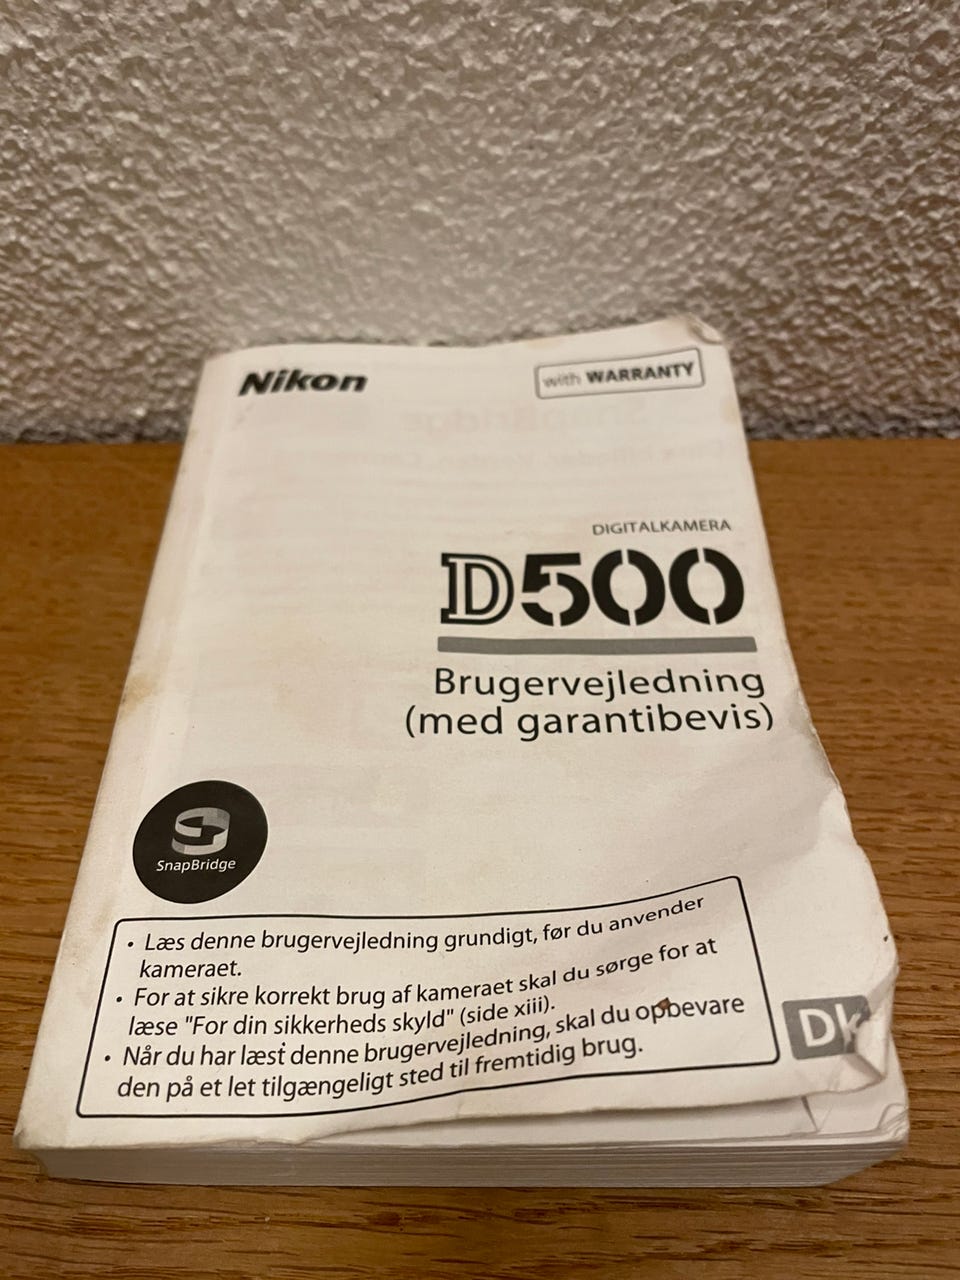 Nikon
with WARRANTY
DIGITALKAMERA
D500
Brugervejledning
(med garantibevis)
SnapBridge
• Læs denne brugervejledning grundigt, før du anvender
kameraet.
• For at sikre korrekt brug af kameraet skal du sørge for at
læse "For din sikkerheds skyld" (side xiii).
• Når du har læst denne brugervejledning, skal du opbevare
den på et let tilgængeligt sted til fremtidig brug.
DK